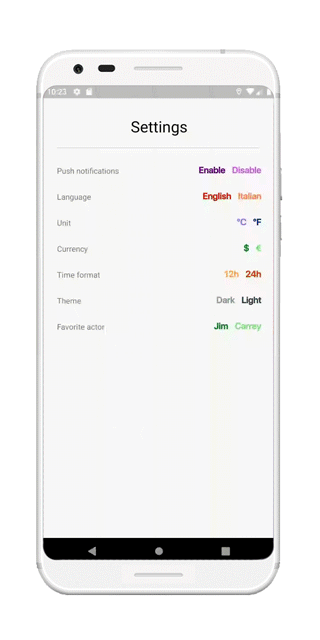 10:23
Settings
Push notifications Enable Disable
Language English Italian
Unit °C °F
Currency $ €
Time format 12h 24h
Theme Dark Light
Favorite actor Jim Carrey